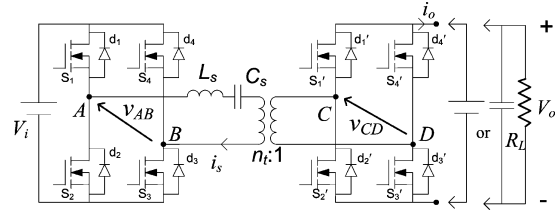 i_o
d_1 d_4 d_1' d_4'
S_1 S_4 S_1' S_4'
L_s C_s
+
V_i A v_AB B C v_CD D or R_L V_o
i_s n_t:1
d_2 d_3 d_2' d_3'
S_2 S_3 S_2' S_3'
-